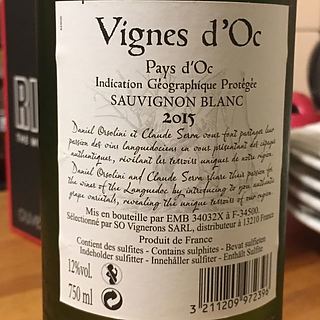 Vignes d'Oc
Pays d'Oc
Indication Géographique Protégée
SAUVIGNON BLANC
2015
Daniel Orsolini et Claude Serra vous font partager leur
passion des vins languedociens en vous présentant des cépages
authentiques, révélant les terroirs uniques de notre région.
Daniel Orsolini and Claude Serra share their passion for
the wines of the Languedoc by introducing to you authentic
grape varietals, revealing the unique terroirs of our region.
Mis en bouteille par EMB 34032X à F-34500.
Sélectionné par SO Vignerons SARL, distributeur à 13210 France
Produit de France
Contient des sulfites - Contains sulphites - Bevat sulfieten
Indeholder sulfitter - Innehåller sulfiter - Enthält Sulfite
12%vol.
750 ml
3 211209 972396